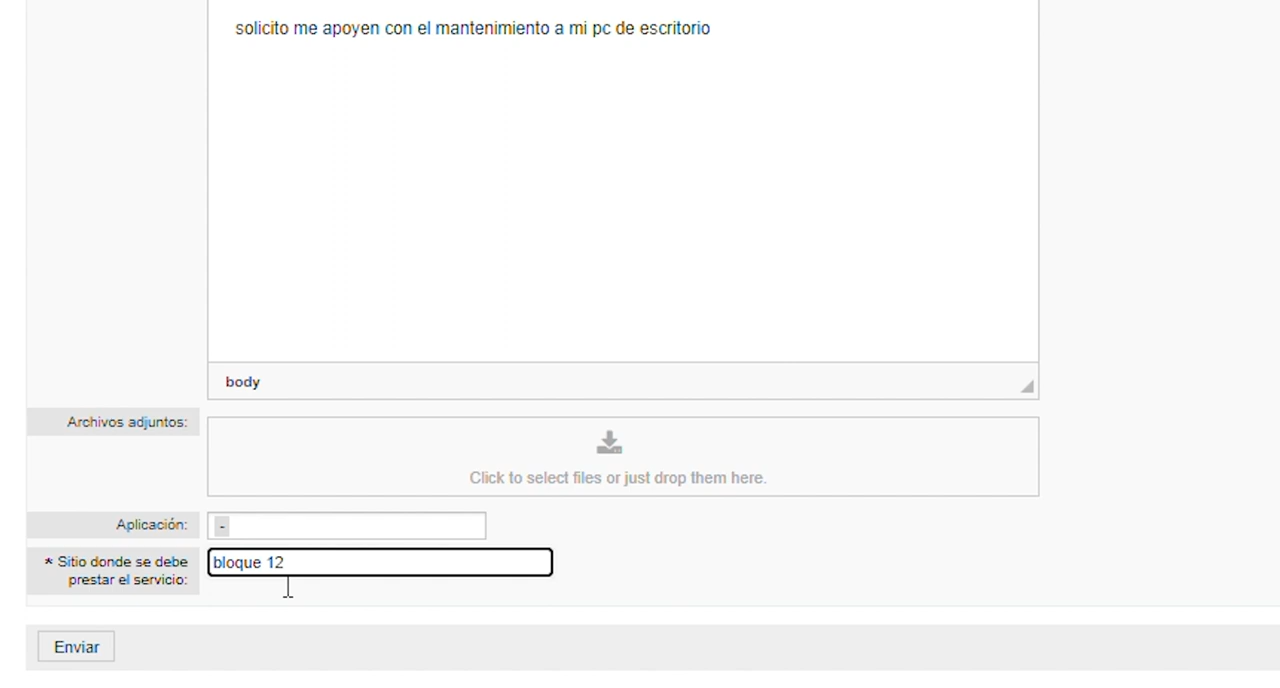 solicito me apoyen con el mantenimiento a mi pc de escritorio
body
Archivos adjuntos:
Click to select files or just drop them here.
Aplicación:
-
* Sitio donde se debe
prestar el servicio:
bloque 12
Enviar